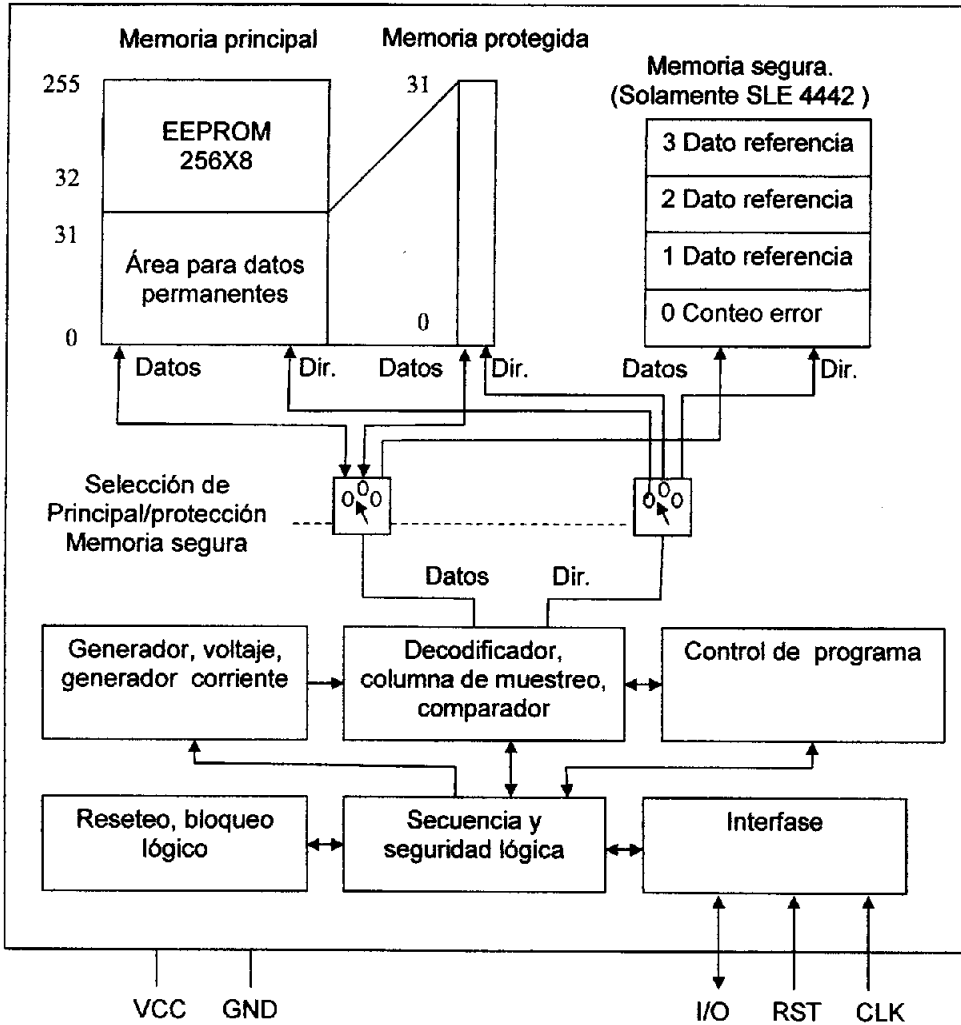 Memoria principal
Memoria protegida
Memoria segura.
(Solamente SLE 4442 )
255
31
EEPROM
256X8
3 Dato referencia
32
2 Dato referencia
31
1 Dato referencia
Área para datos
permanentes
0
0
0 Conteo error
Datos
Dir.
Datos
Dir.
Datos
Dir.
Selección de
Principal/protección
Memoria segura
Datos
Dir.
Generador, voltaje,
generador corriente
Decodificador,
columna de muestreo,
comparador
Control de programa
Reseteo, bloqueo
lógico
Secuencia y
seguridad lógica
Interfase
VCC
GND
I/O
RST
CLK